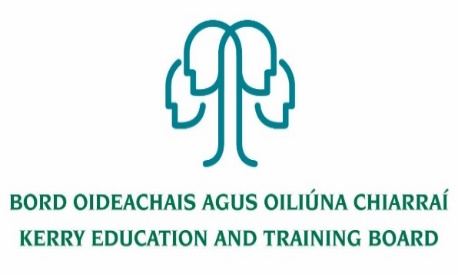 BORD OIDEACHAIS AGUS OILIÚNA CHIARRAÍ
KERRY EDUCATION AND TRAINING BOARD